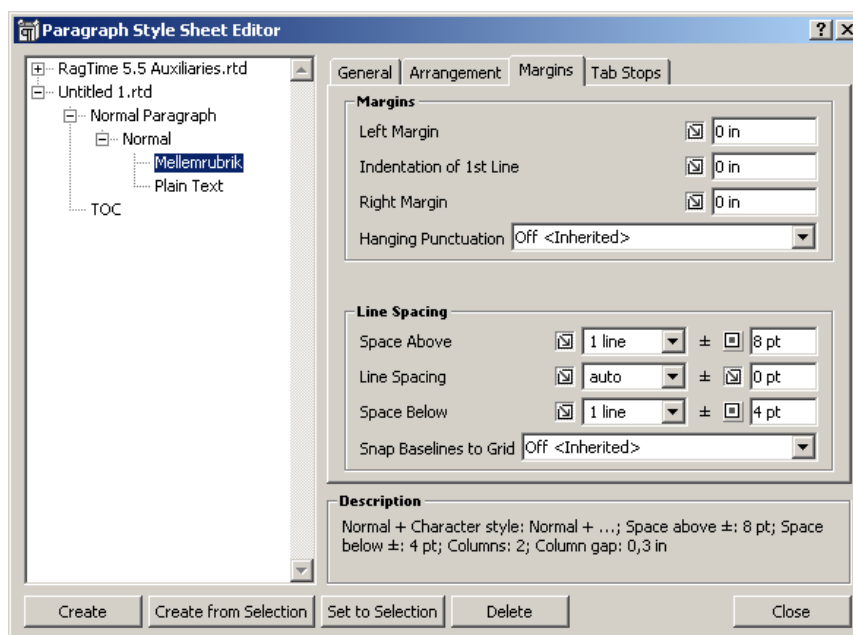 Paragraph Style Sheet Editor
RagTime 5.5 Auxiliaries.rtd
Untitled 1.rtd
Normal Paragraph
Normal
Mellemrubrik
Plain Text
TOC
General Arrangement Margins Tab Stops
Margins
Left Margin 0 in
Indentation of 1st Line 0 in
Right Margin 0 in
Hanging Punctuation Off <Inherited>
Line Spacing
Space Above 1 line ± 8 pt
Line Spacing auto ± 0 pt
Space Below 1 line ± 4 pt
Snap Baselines to Grid Off <Inherited>
Description
Normal + Character style: Normal + ...; Space above ±: 8 pt; Space
below ±: 4 pt; Columns: 2; Column gap: 0,3 in
Create Create from Selection Set to Selection Delete Close